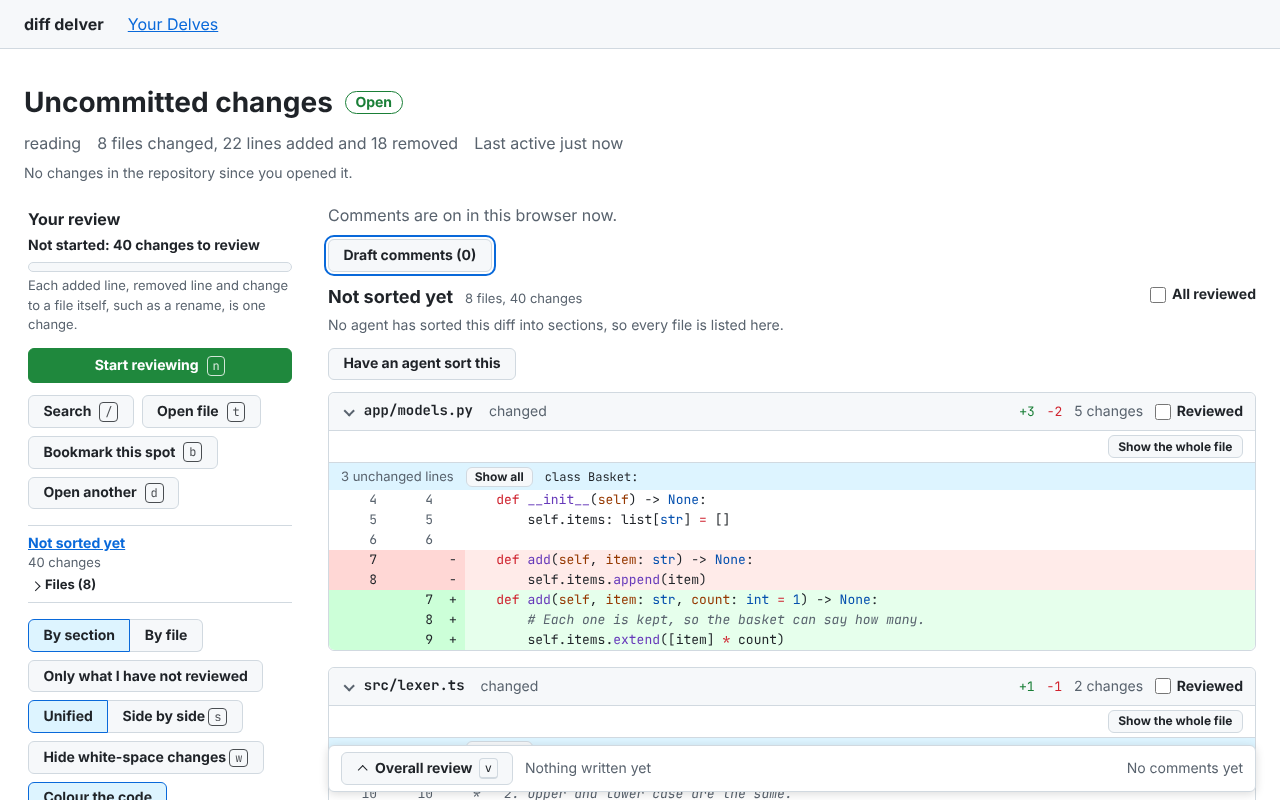 diff delver Your Delves
Uncommitted changes Open
reading 8 files changed, 22 lines added and 18 removed Last active just now
No changes in the repository since you opened it.
Your review
Not started: 40 changes to review
Each added line, removed line and change
to a file itself, such as a rename, is one
change.
Start reviewing n
Search / Open file t
Bookmark this spot b
Open another d
Not sorted yet
40 changes
Files (8)
By section By file
Only what I have not reviewed
Unified Side by side s
Hide white-space changes w
Colour the code
Comments are on in this browser now.
Draft comments (0)
Not sorted yet 8 files, 40 changes All reviewed
No agent has sorted this diff into sections, so every file is listed here.
Have an agent sort this
app/models.py changed +3 -2 5 changes Reviewed
Show the whole file
3 unchanged lines Show all class Basket:
4 4 def __init__(self) -> None:
5 5 self.items: list[str] = []
6 6
7 - def add(self, item: str) -> None:
8 - self.items.append(item)
7 + def add(self, item: str, count: int = 1) -> None:
8 + # Each one is kept, so the basket can say how many.
9 + self.items.extend([item] * count)
src/lexer.ts changed +1 -1 2 changes Reviewed
Show the whole file
Overall review v Nothing written yet No comments yet
10 10 * 2. Upper and lower case are the same.